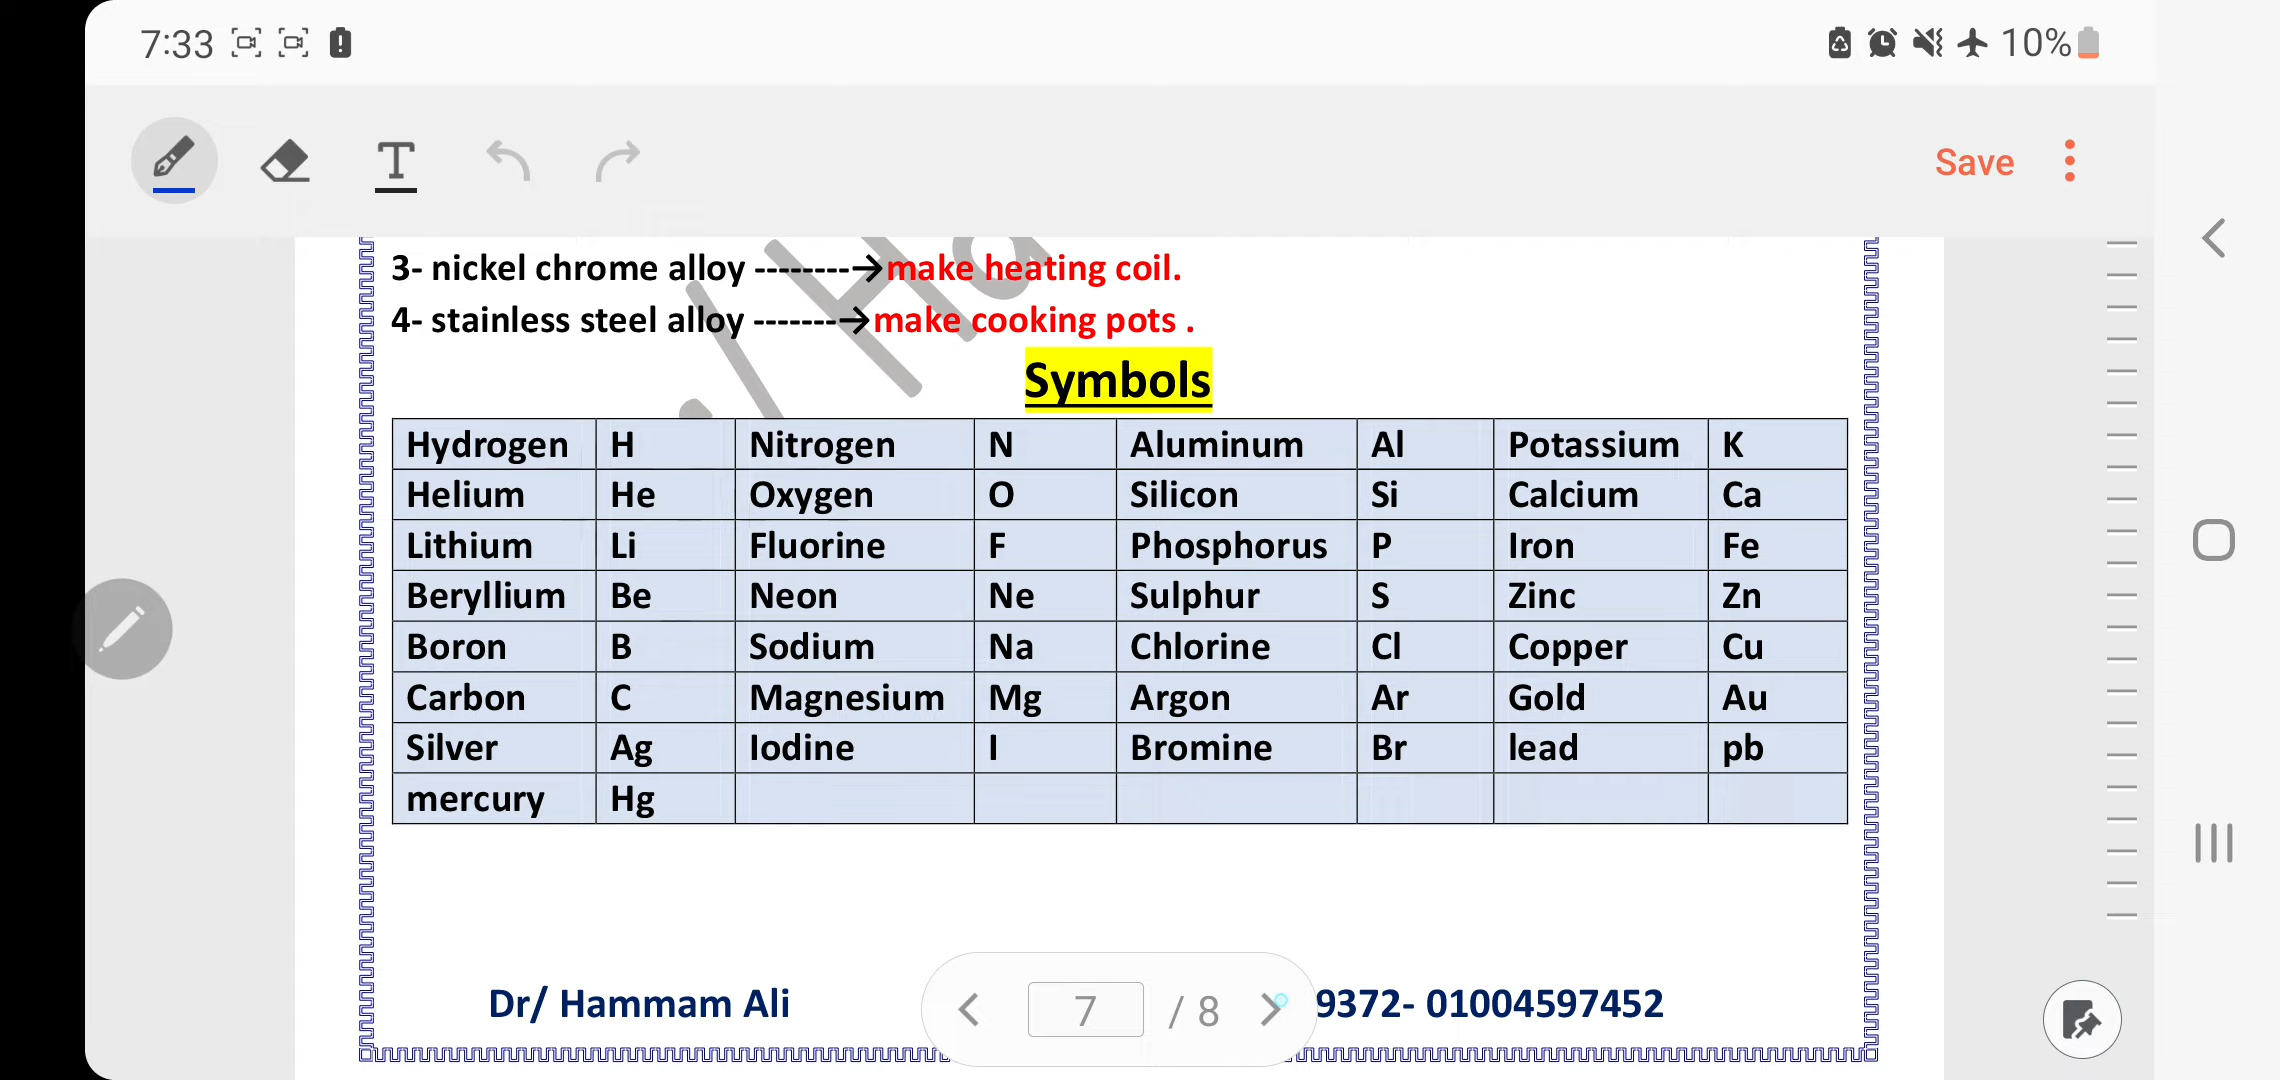 7:33
10%
Save
3- nickel chrome alloy --------→make heating coil.
4- stainless steel alloy -------→make cooking pots .
Symbols
Hydrogen H Nitrogen N Aluminum Al Potassium K
Helium He Oxygen O Silicon Si Calcium Ca
Lithium Li Fluorine F Phosphorus P Iron Fe
Beryllium Be Neon Ne Sulphur S Zinc Zn
Boron B Sodium Na Chlorine Cl Copper Cu
Carbon C Magnesium Mg Argon Ar Gold Au
Silver Ag Iodine I Bromine Br lead pb
mercury Hg
Dr/ Hammam Ali 9372- 01004597452
7 / 8